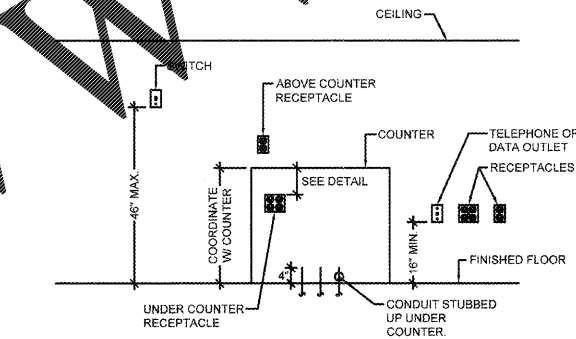 CEILING
SWITCH
ABOVE COUNTER
RECEPTACLE
COUNTER
TELEPHONE OR
DATA OUTLET
RECEPTACLES
SEE DETAIL
46" MAX.
COORDINATE
W/ COUNTER
16" MIN.
4"
FINISHED FLOOR
UNDER COUNTER
RECEPTACLE
CONDUIT STUBBED
UP UNDER
COUNTER.